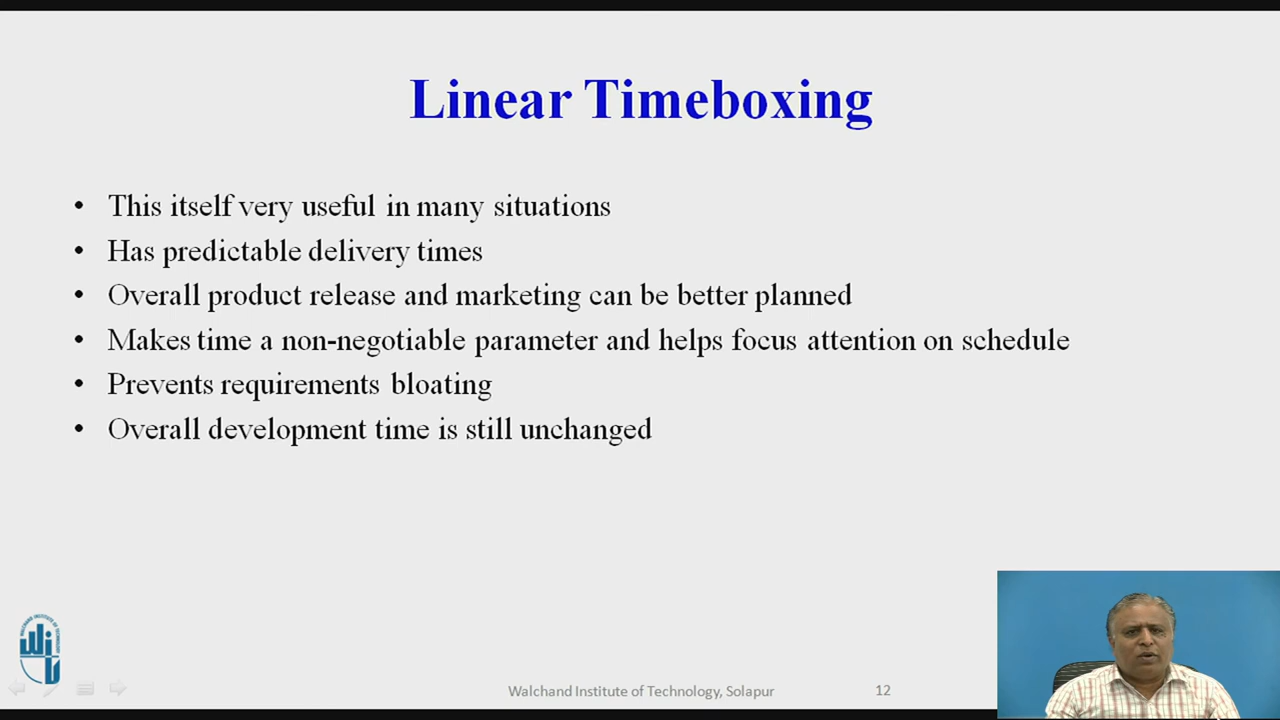 Linear Timeboxing
• This itself very useful in many situations
• Has predictable delivery times
• Overall product release and marketing can be better planned
• Makes time a non-negotiable parameter and helps focus attention on schedule
• Prevents requirements bloating
• Overall development time is still unchanged
Walchand Institute of Technology, Solapur
12